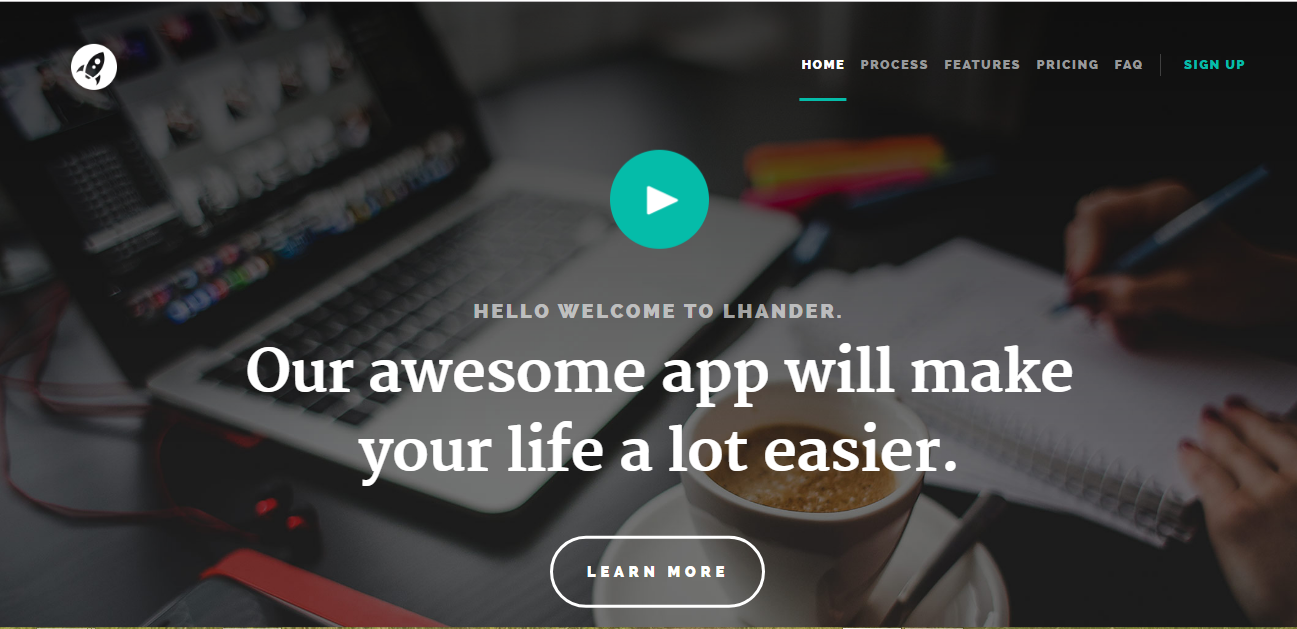 HOME PROCESS FEATURES PRICING FAQ SIGN UP
HELLO WELCOME TO LHANDER.
Our awesome app will make
your life a lot easier.
LEARN MORE